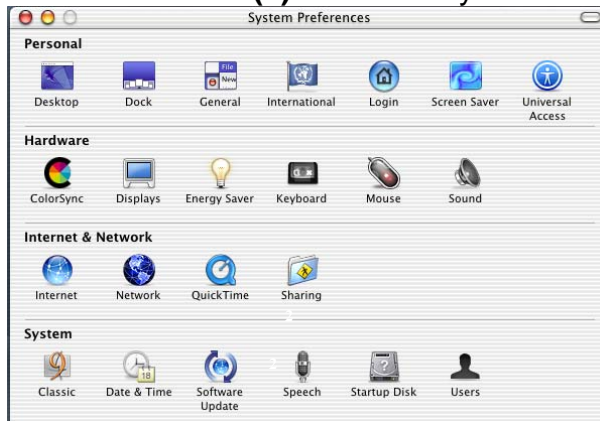 System Preferences
Personal
Desktop
Dock
File
New
General
International
Login
Screen Saver
Universal
Access
Hardware
ColorSync
Displays
Energy Saver
Keyboard
Mouse
Sound
Internet & Network
Internet
Network
QuickTime
Sharing
2
System
18
2
Classic
Date & Time
Software
Update
Speech
Startup Disk
Users